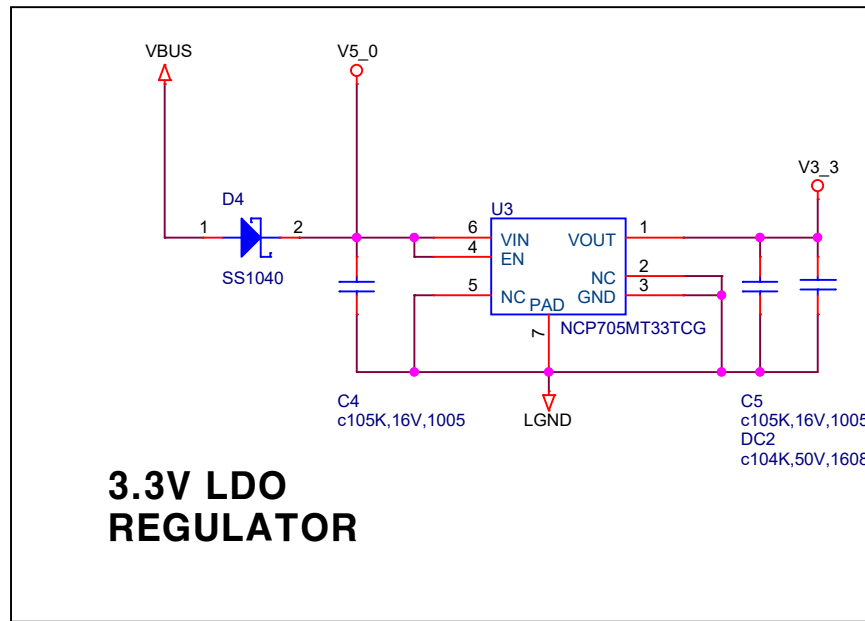 VBUS
V5_0
V3_3
D4
1
2
SS1040
U3
6
VIN
VOUT
1
4
EN
5
NC
NC
2
GND
3
PAD
7
NCP705MT33TCG
C4
c105K,16V,1005
LGND
C5
c105K,16V,1005
DC2
c104K,50V,1608
3.3V LDO
REGULATOR